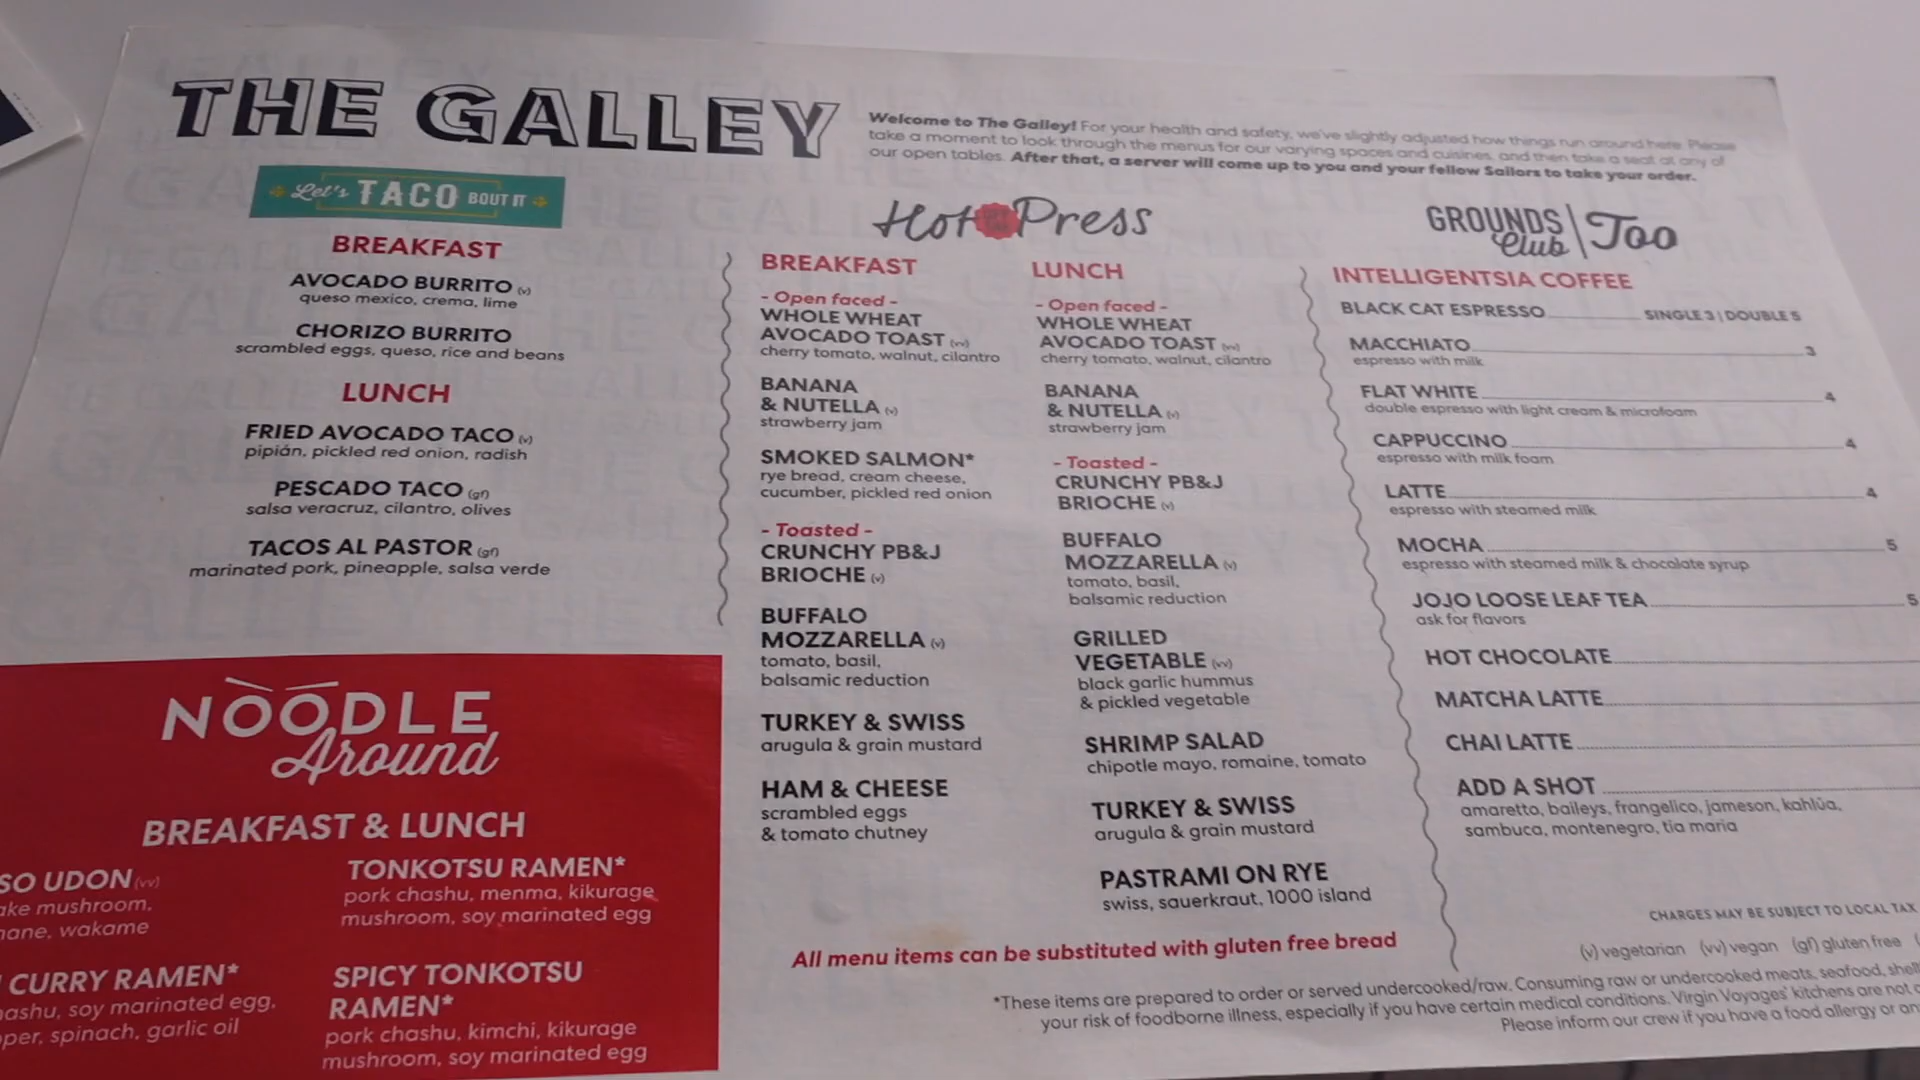 THE GALLEY
Welcome to The Galley! For your health and safety, we've slightly adjusted how things run around here. Please
take a moment to look through the menus for our varying spaces and cuisines, and then take a seat at any of
our open tables. After that, a server will come up to you and your fellow Sailors to take your order.
Let's TACO BOUT IT
BREAKFAST
AVOCADO BURRITO (v)
queso mexico, crema, lime
CHORIZO BURRITO
scrambled eggs, queso, rice and beans
LUNCH
FRIED AVOCADO TACO (v)
pipián, pickled red onion, radish
PESCADO TACO (gf)
salsa veracruz, cilantro, olives
TACOS AL PASTOR (gf)
marinated pork, pineapple, salsa verde
NOODLE
Around
BREAKFAST & LUNCH
SO UDON (vv)
ake mushroom,
mane, wakame
CURRY RAMEN*
hashu, soy marinated egg,
pper, spinach, garlic oil
TONKOTSU RAMEN*
pork chashu, menma, kikurage
mushroom, soy marinated egg
SPICY TONKOTSU
RAMEN*
pork chashu, kimchi, kikurage
mushroom, soy marinated egg
Hot Press
BREAKFAST
- Open faced -
WHOLE WHEAT
AVOCADO TOAST (vv)
cherry tomato, walnut, cilantro
BANANA
& NUTELLA (v)
strawberry jam
SMOKED SALMON*
rye bread, cream cheese,
cucumber, pickled red onion
- Toasted -
CRUNCHY PB&J
BRIOCHE (v)
BUFFALO
MOZZARELLA (v)
tomato, basil,
balsamic reduction
TURKEY & SWISS
arugula & grain mustard
HAM & CHEESE
scrambled eggs
& tomato chutney
LUNCH
- Open faced -
WHOLE WHEAT
AVOCADO TOAST (vv)
cherry tomato, walnut, cilantro
BANANA
& NUTELLA (v)
strawberry jam
- Toasted -
CRUNCHY PB&J
BRIOCHE (v)
BUFFALO
MOZZARELLA (v)
tomato, basil,
balsamic reduction
GRILLED
VEGETABLE (vv)
black garlic hummus
& pickled vegetable
SHRIMP SALAD
chipotle mayo, romaine, tomato
TURKEY & SWISS
arugula & grain mustard
PASTRAMI ON RYE
swiss, sauerkraut, 1000 island
All menu items can be substituted with gluten free bread
GROUNDS Club | Too
INTELLIGENTSIA COFFEE
BLACK CAT ESPRESSO SINGLE 3 | DOUBLE 5
MACCHIATO 3
espresso with milk
FLAT WHITE 4
double espresso with light cream & microfoam
CAPPUCCINO 4
espresso with milk foam
LATTE 4
espresso with steamed milk
MOCHA 5
espresso with steamed milk & chocolate syrup
JOJO LOOSE LEAF TEA 5
ask for flavors
HOT CHOCOLATE
MATCHA LATTE
CHAI LATTE
ADD A SHOT
amaretto, baileys, frangelico, jameson, kahlúa,
sambuca, montenegro, tia maria
CHARGES MAY BE SUBJECT TO LOCAL TAX
(v) vegetarian (vv) vegan (gf) gluten free
*These items are prepared to order or served undercooked/raw. Consuming raw or undercooked meats, seafood, shell
your risk of foodborne illness, especially if you have certain medical conditions. Virgin Voyages' kitchens are not
Please inform our crew if you have a food allergy or